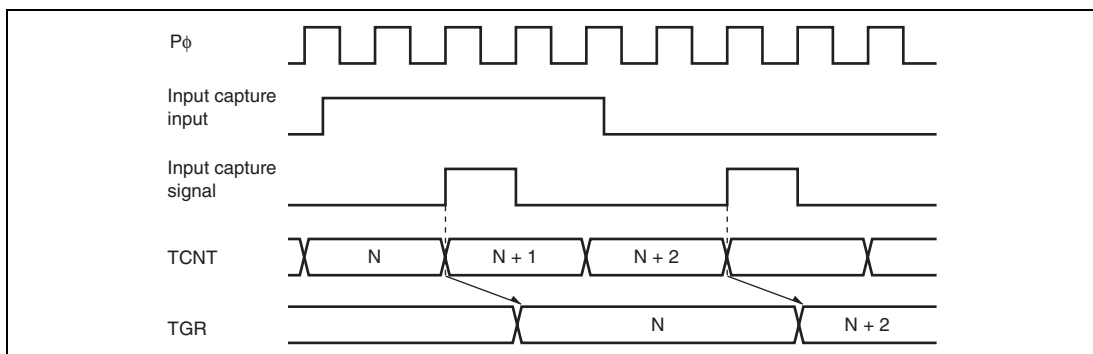 Pϕ
Input capture
input
Input capture
signal
TCNT
N
N + 1
N + 2
TGR
N
N + 2